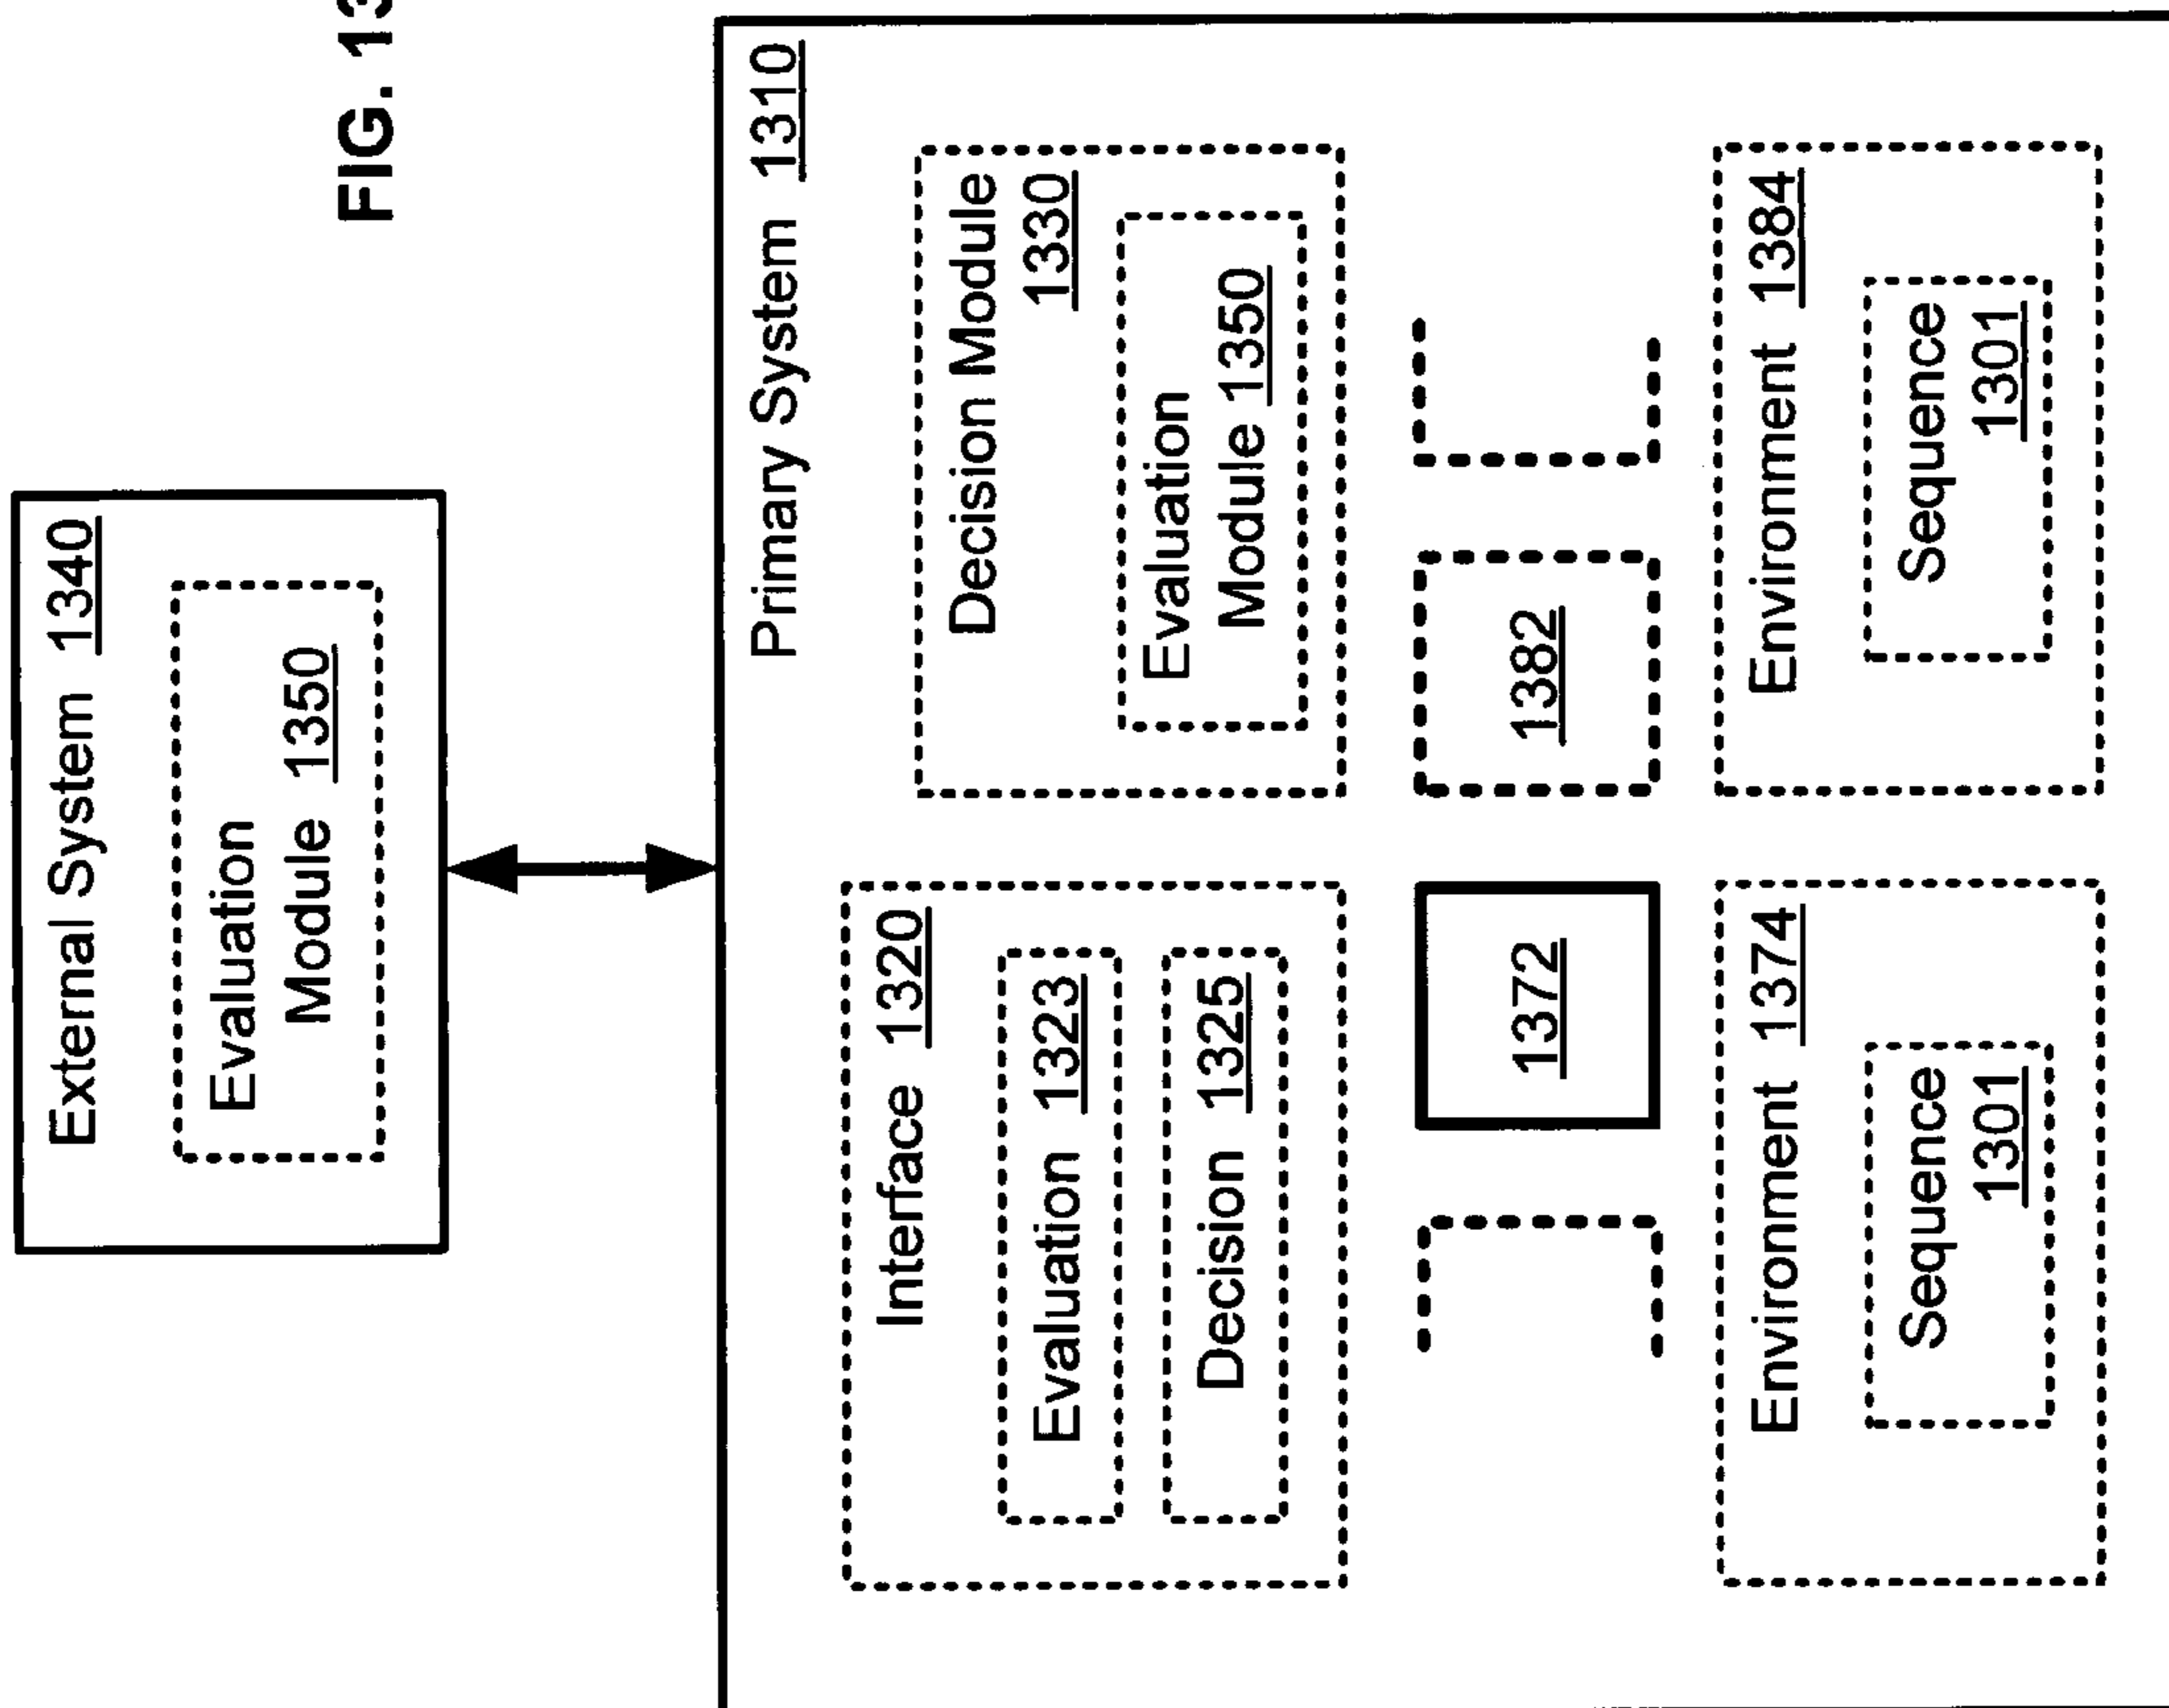 FIG. 13
External System 1340
Evaluation
Module 1350
Primary System 1310
Interface 1320
Evaluation 1323
Decision 1325
Decision Module
1330
Evaluation
Module 1350
1372
1382
Environment 1374
Sequence
1301
Environment 1384
Sequence
1301